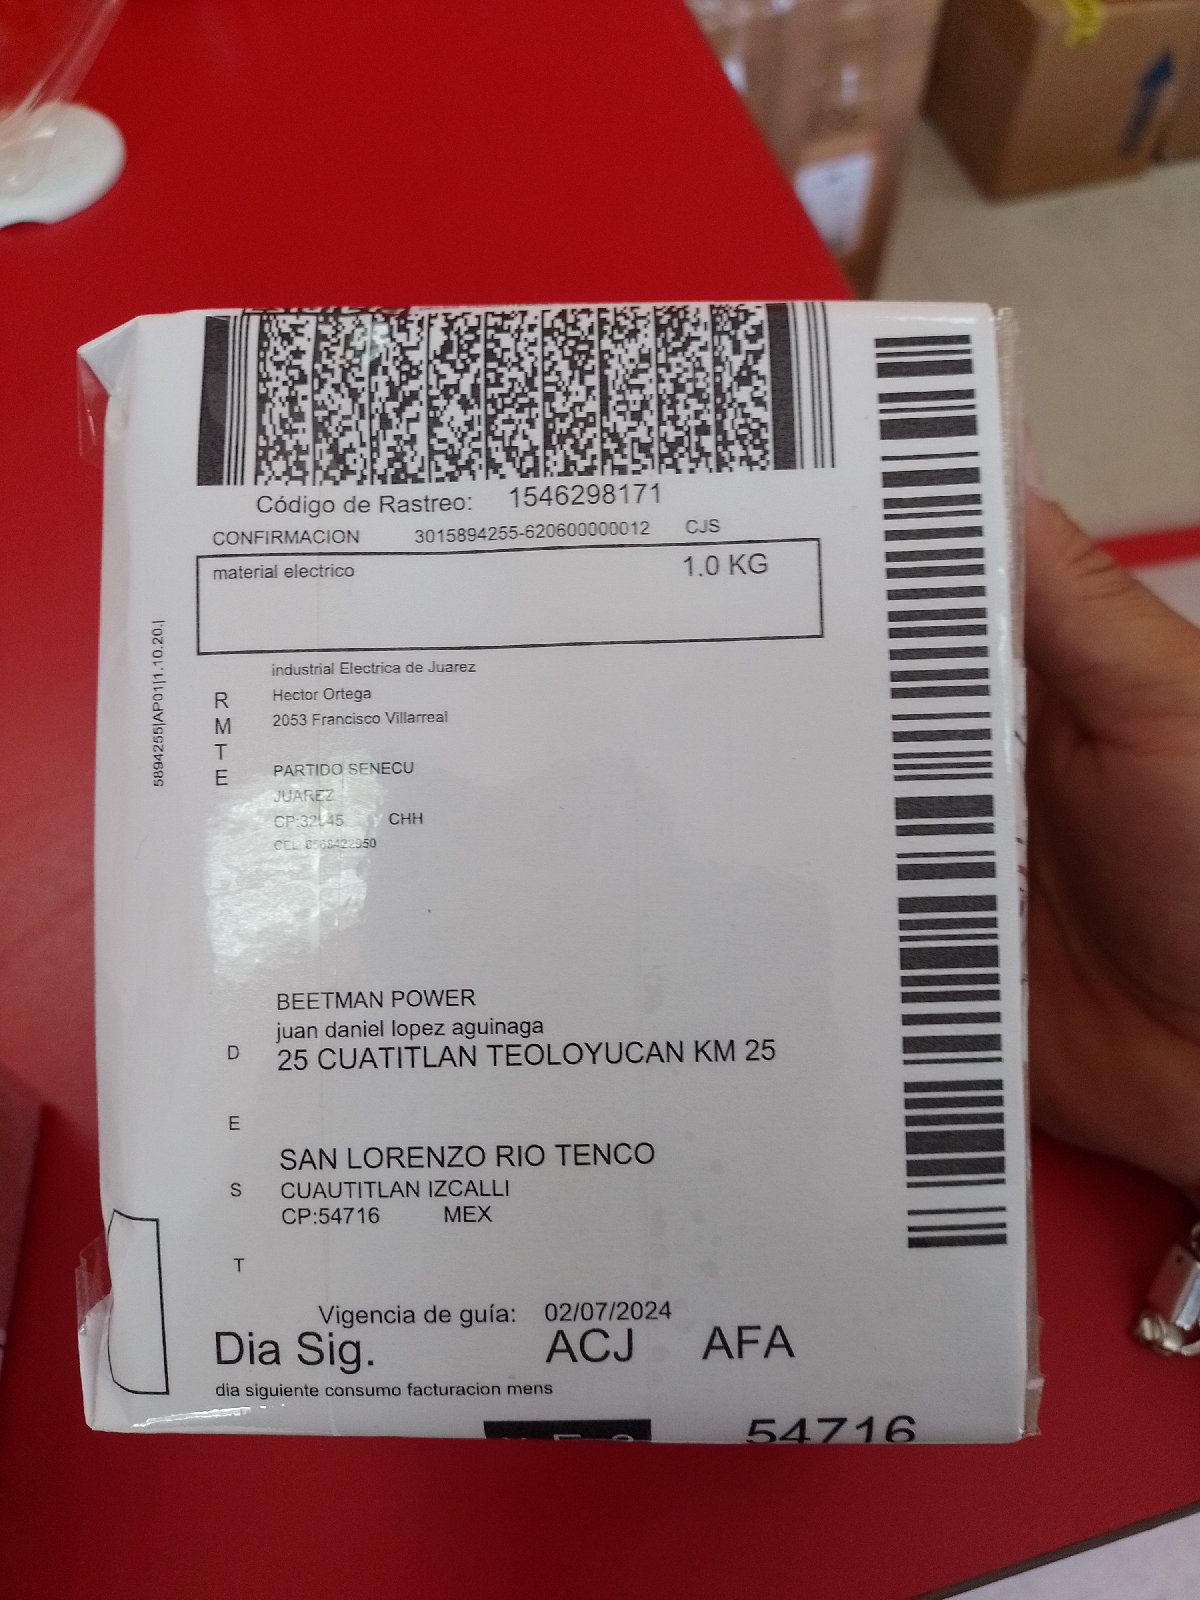 Código de Rastreo: 1546298171
CONFIRMACION 3015894255-620600000012 CJS
material electrico 1.0 KG
5894255|AP01|1.10.20.|
industrial Electrica de Juarez
R Hector Ortega
M 2053 Francisco Villarreal
T
E PARTIDO SENECU
JUAREZ
CHH
BEETMAN POWER
juan daniel lopez aguinaga
D 25 CUATITLAN TEOLOYUCAN KM 25
E
SAN LORENZO RIO TENCO
S CUAUTITLAN IZCALLI
CP:54716 MEX
T
Vigencia de guía: 02/07/2024
Dia Sig. ACJ AFA
dia siguiente consumo facturacion mens
54716